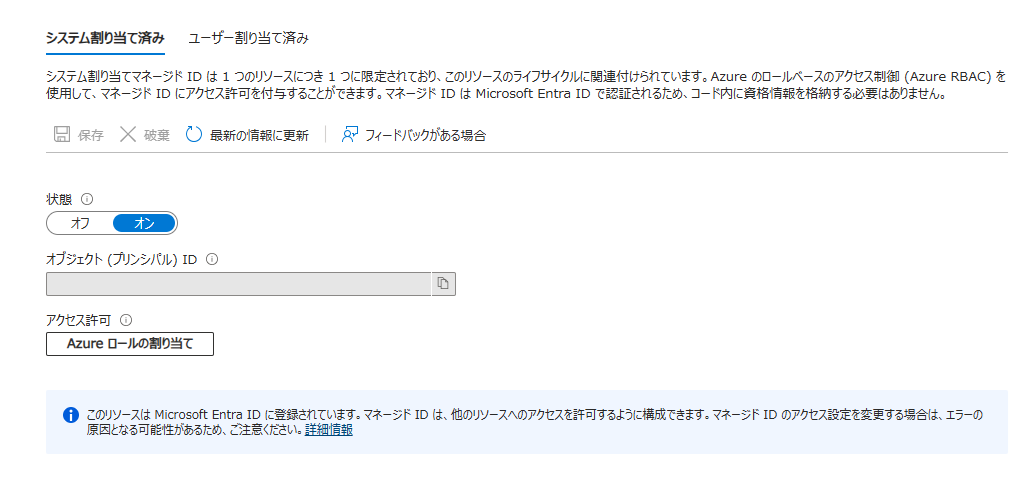 システム割り当て済み ユーザー割り当て済み
システム割り当てマネージド ID は 1 つのリソースにつき 1 つに限定されており、このリソースのライフサイクルに関連付けられています。Azure のロールベースのアクセス制御 (Azure RBAC) を
使用して、マネージド ID にアクセス許可を付与することができます。マネージド ID は Microsoft Entra ID で認証されるため、コード内に資格情報を格納する必要はありません。
保存 破棄 最新の情報に更新 フィードバックがある場合
状態
オフ オン
オブジェクト (プリンシパル) ID
アクセス許可
Azure ロールの割り当て
このリソースは Microsoft Entra ID に登録されています。マネージド ID は、他のリソースへのアクセスを許可するように構成できます。マネージド ID のアクセス設定を変更する場合は、エラーの
原因となる可能性があるため、ご注意ください。詳細情報